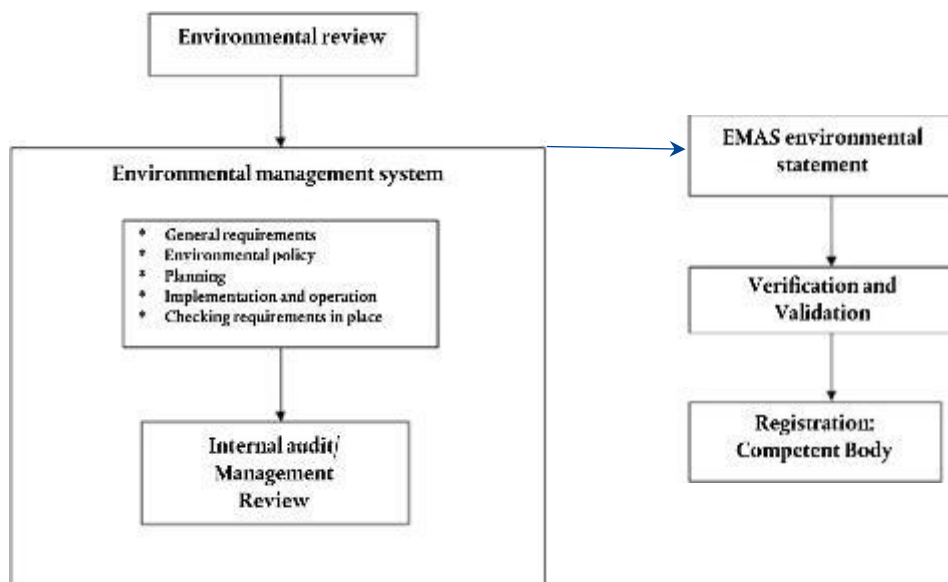 Environmental review
Environmental management system
* General requirements
* Environmental policy
* Planning
* Implementation and operation
* Checking requirements in place
Internal audit/
Management
Review
EMAS environmental
statement
Verification and
Validation
Registration:
Competent Body